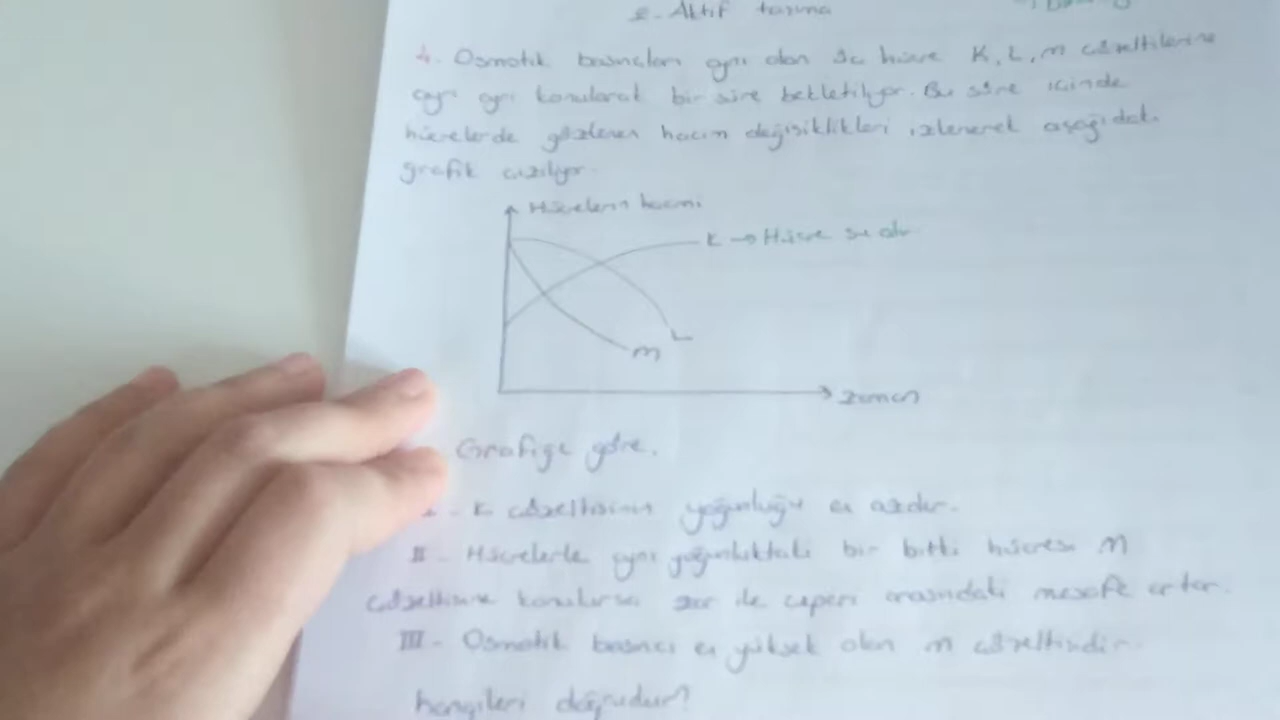 2- Aktif taşıma
4. Osmotik basınçları aynı olan üç hücre K, L, M çözeltilerine
ayrı ayrı konularak bir süre bekletiliyor. Bu süre içinde
hücrelerde gözlenen hacim değişiklikleri izlenerek aşağıdaki
grafik çiziliyor.
Hücrelerin hacmi
K → Hücre su alır
L
M
Zaman
Grafiğe göre,
I - K çözeltisinin yoğunluğu en azdır.
II - Hücrelerle aynı yoğunluktaki bir bitki hücresi M
çözeltisine konulursa zar ile çeperi arasındaki mesafe artar.
III - Osmotik basıncı en yüksek olan M çözeltisidir.
hangileri doğrudur?